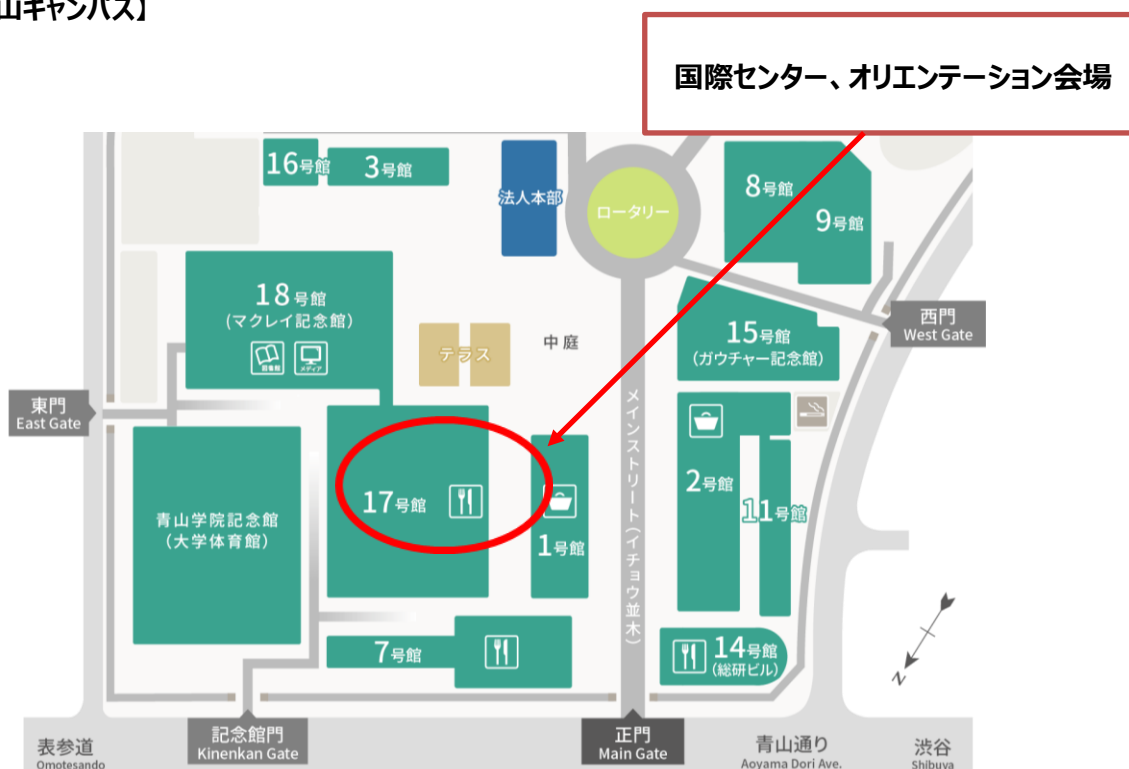 山キャンパス】
国際センター、オリエンテーション会場
16号館
3号館
法人本部
ロータリー
8号館
9号館
18号館
(マクレイ記念館)
図書館
メディア
テラス
中庭
15号館
(ガウチャー記念館)
西門
West Gate
東門
East Gate
メインストリート(イチョウ並木)
17号館
1号館
2号館
11号館
青山学院記念館
(大学体育館)
7号館
14号館
(総研ビル)
N
記念館門
Kinenkan Gate
正門
Main Gate
表参道
Omotesando
青山通り
Aoyama Dori Ave.
渋谷
Shibuya